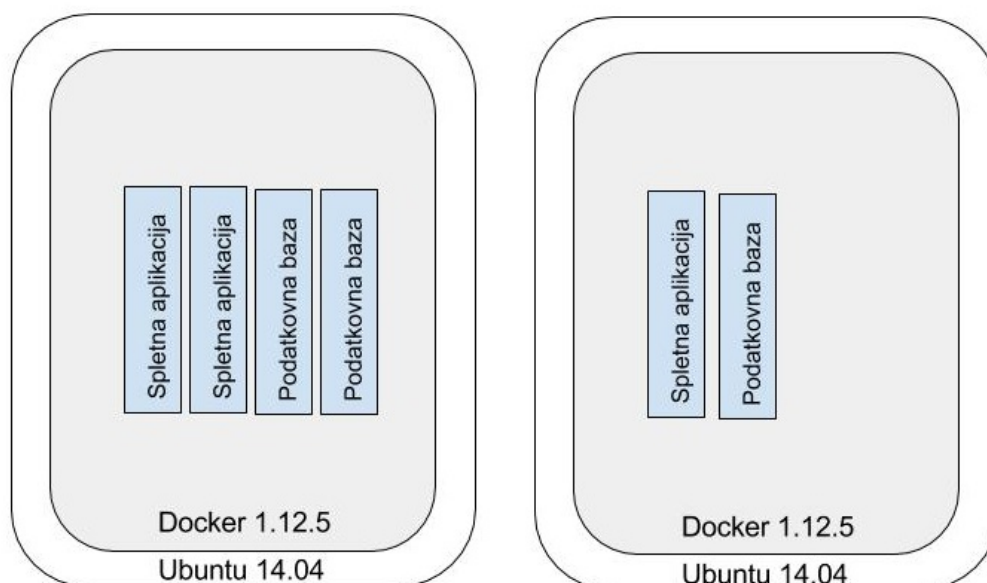 Spletna aplikacija
Spletna aplikacija
Podatkovna baza
Podatkovna baza
Docker 1.12.5
Ubuntu 14.04
Spletna aplikacija
Podatkovna baza
Docker 1.12.5
Ubuntu 14.04